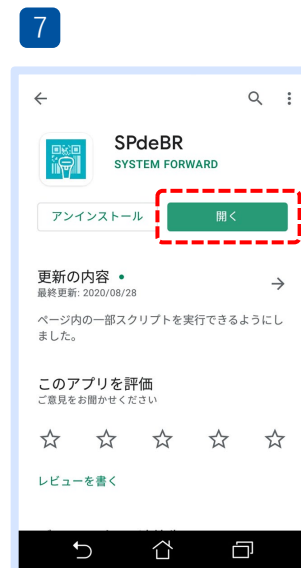 7
SPdeBR
SYSTEM FORWARD
アンインストール
開く
更新の内容
最終更新: 2020/08/28
ページ内の一部スクリプトを実行できるようにし
ました。
このアプリを評価
ご意見をお聞かせください
レビューを書く